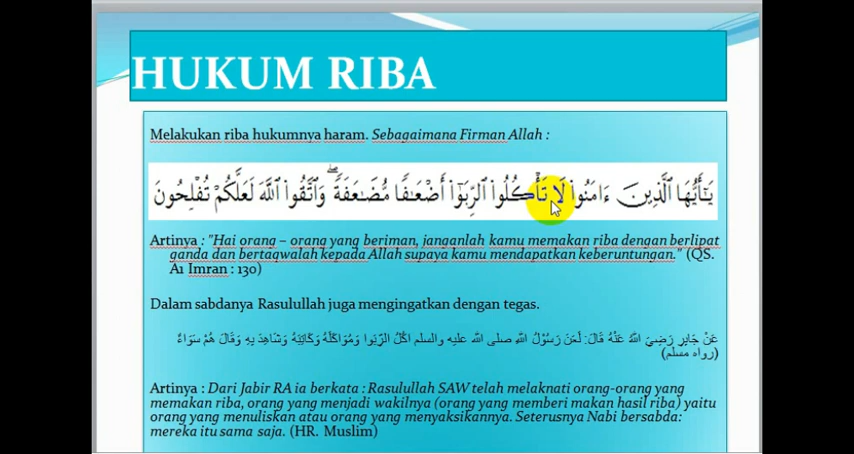 HUKUM RIBA
Melakukan riba hukumnya haram. Sebagaimana Firman Allah :
يَٰٓأَيُّهَا ٱلَّذِينَ ءَامَنُوا۟ لَا تَأْكُلُوا۟ ٱلرِّبَوٰٓا۟ أَضْعَٰفًا مُّضَٰعَفَةً ۖ وَٱتَّقُوا۟ ٱللَّهَ لَعَلَّكُمْ تُفْلِحُونَ
Artinya : "Hai orang – orang yang beriman, janganlah kamu memakan riba dengan berlipat
ganda dan bertaqwalah kepada Allah supaya kamu mendapatkan keberuntungan." (QS.
A1 Imran : 130)
Dalam sabdanya Rasulullah juga mengingatkan dengan tegas.
عَنْ جَابِرٍ رَضِيَ اللهُ عَنْهُ قَالَ: لَعَنَ رَسُوْلُ اللهِ صلى الله عليه والسلم اكُلُ الرِّبَوا وَمُوَاكِلُهُ وَكَاتِبَهُ وَشَاهِدَ بِهِ وَقَالَ هُمْ سَوَاءٌ
(رواه مسلم)
Artinya : Dari Jabir RA ia berkata : Rasulullah SAW telah melaknati orang-orang yang
memakan riba, orang yang menjadi wakilnya (orang yang memberi makan hasil riba) yaitu
orang yang menuliskan atau orang yang menyaksikannya. Seterusnya Nabi bersabda:
mereka itu sama saja. (HR. Muslim)